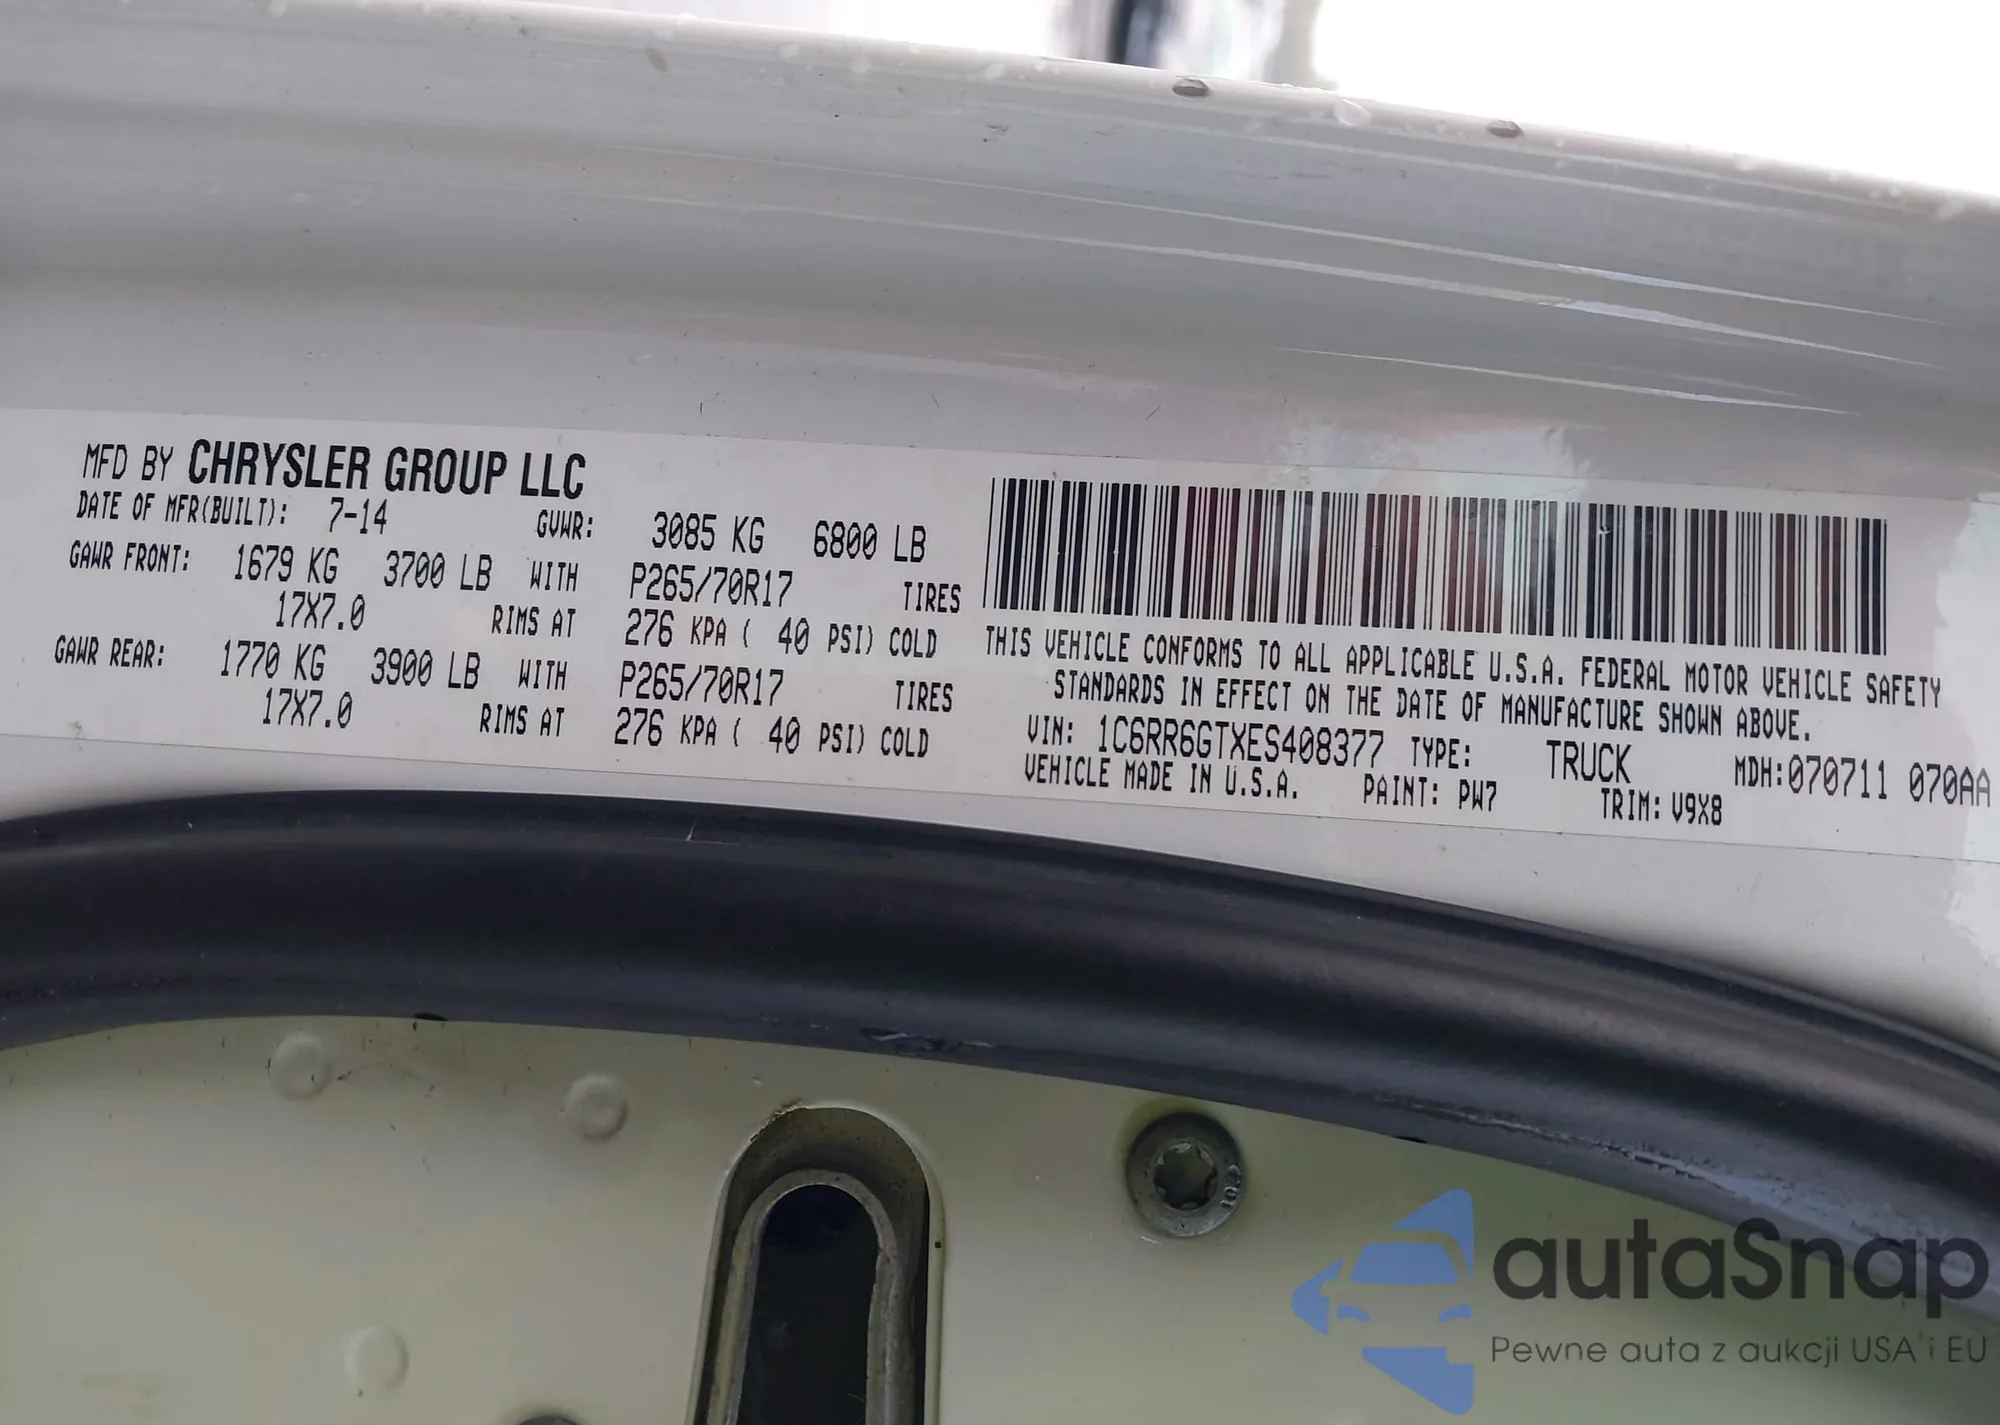 MFD BY CHRYSLER GROUP LLC
DATE OF MFR(BUILT): 7-14 GVWR: 3085 KG 6800 LB
GAWR FRONT: 1679 KG 3700 LB WITH P265/70R17 TIRES
17X7.0 RIMS AT 276 KPA ( 40 PSI) COLD
GAWR REAR: 1770 KG 3900 LB WITH P265/70R17 TIRES
17X7.0 RIMS AT 276 KPA ( 40 PSI) COLD
THIS VEHICLE CONFORMS TO ALL APPLICABLE U.S.A. FEDERAL MOTOR VEHICLE SAFETY
STANDARDS IN EFFECT ON THE DATE OF MANUFACTURE SHOWN ABOVE.
VIN: 1C6RR6GTXES408377 TYPE: TRUCK MDH:070711 070AA
VEHICLE MADE IN U.S.A. PAINT: PW7 TRIM: V9X8
autaSnap
Pewne auta z aukcji USA i EU